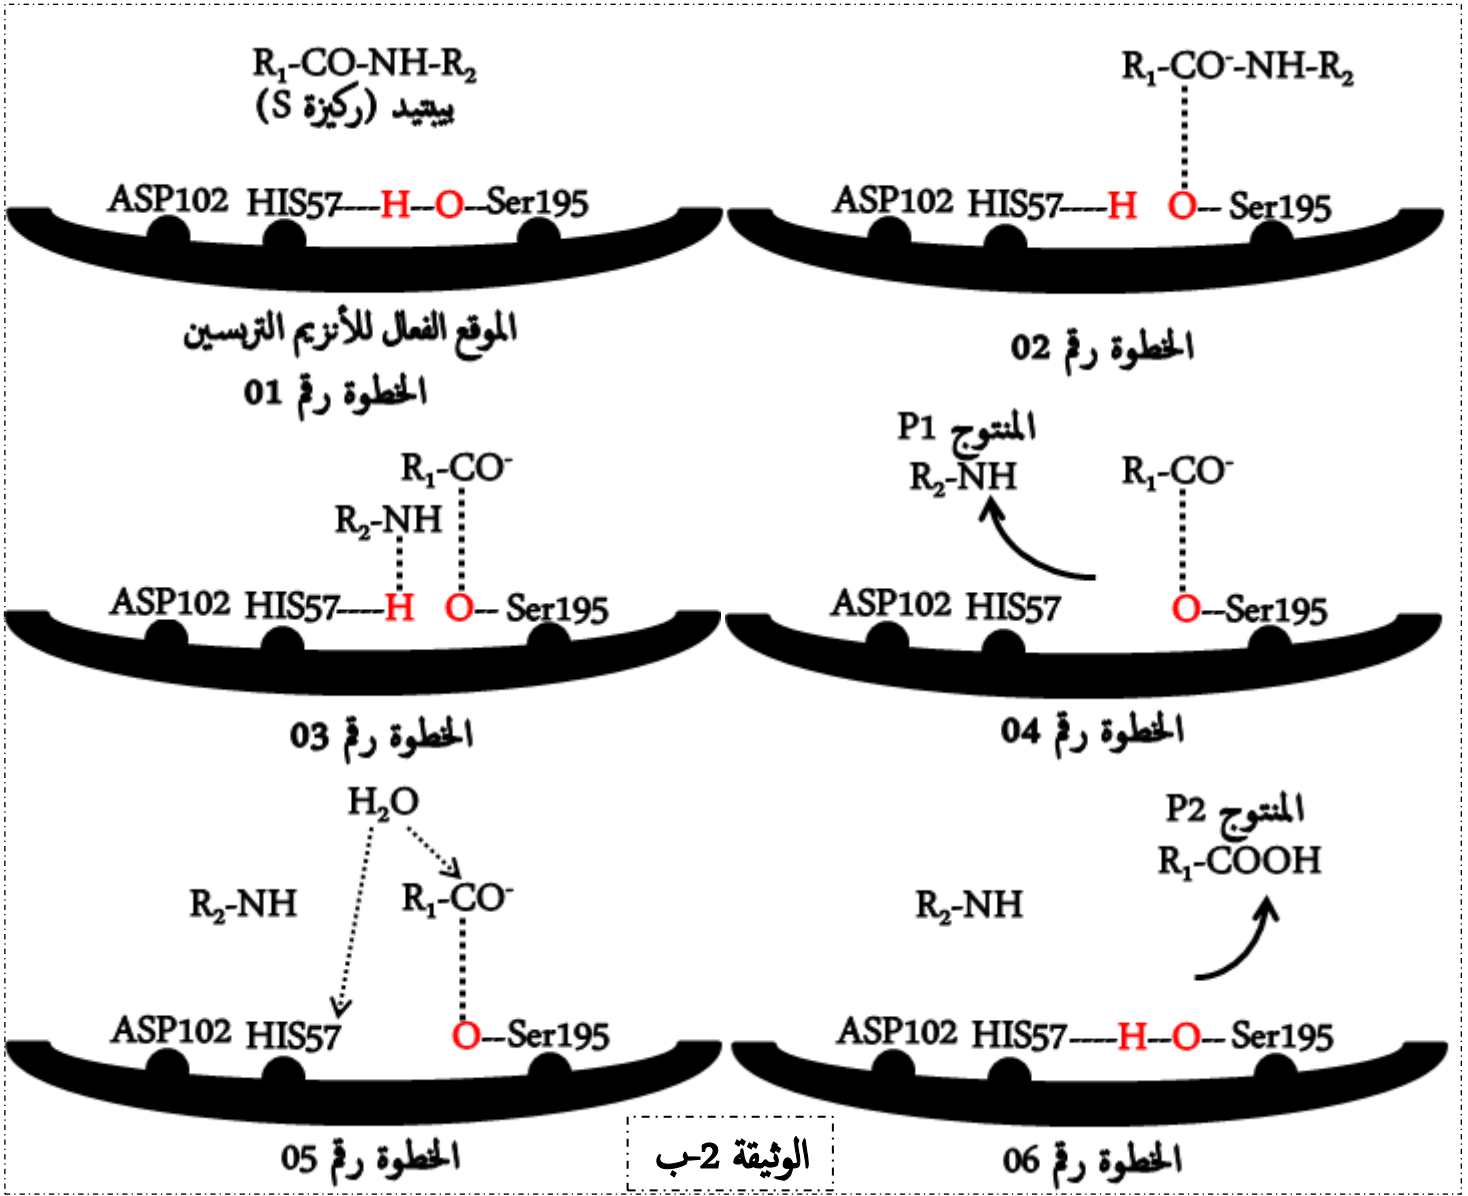 R₁-CO-NH-R₂
بيبتيد (ركيزة S)
ASP102 HIS57----H--O--Ser195
الموقع الفعال للأنزيم التربسين
الخطوة رقم 01
R₁-CO⁻-NH-R₂
ASP102 HIS57----H O-- Ser195
الخطوة رقم 02
R₁-CO⁻
R₂-NH
ASP102 HIS57----H O-- Ser195
الخطوة رقم 03
المنتوج P1
R₂-NH
R₁-CO⁻
ASP102 HIS57 O--Ser195
الخطوة رقم 04
H₂O
R₂-NH
R₁-CO⁻
ASP102 HIS57 O--Ser195
الخطوة رقم 05
المنتوج P2
R₁-COOH
R₂-NH
ASP102 HIS57----H--O-- Ser195
الخطوة رقم 06
الوثيقة 2-ب